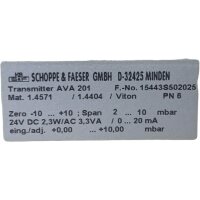 SCHOPPE & FAESER GMBH D-32425 MINDEN
Transmitter AVA 201 F.-No. 15443S502025
Mat. 1.4571 / 1.4404 / Viton PN 6
Zero -10 ... +10 ; Span 2 ... 10 mbar
24V DC 2,3W/AC 3,3VA 0 ... 20 mA
eing./adj. +0,00 ... +10,00 mbar